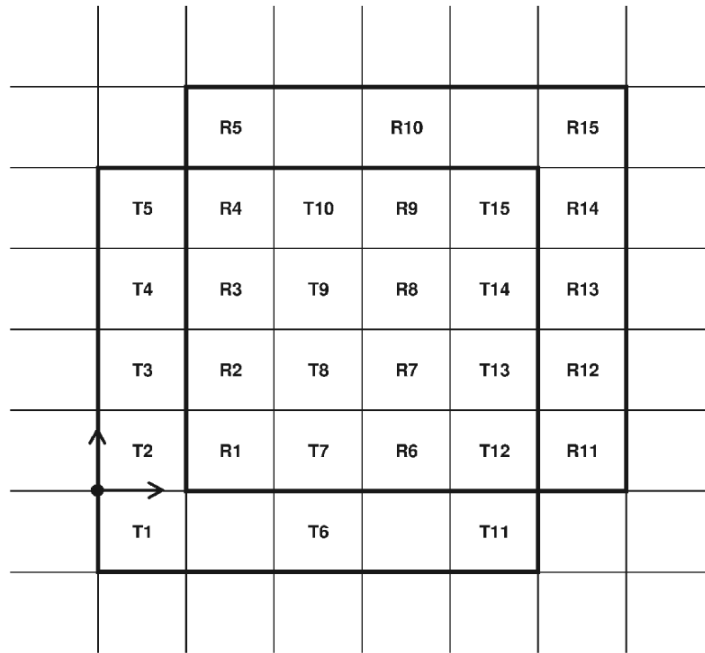 R5 R10 R15
T5 R4 T10 R9 T15 R14
T4 R3 T9 R8 T14 R13
T3 R2 T8 R7 T13 R12
T2 R1 T7 R6 T12 R11
T1 T6 T11